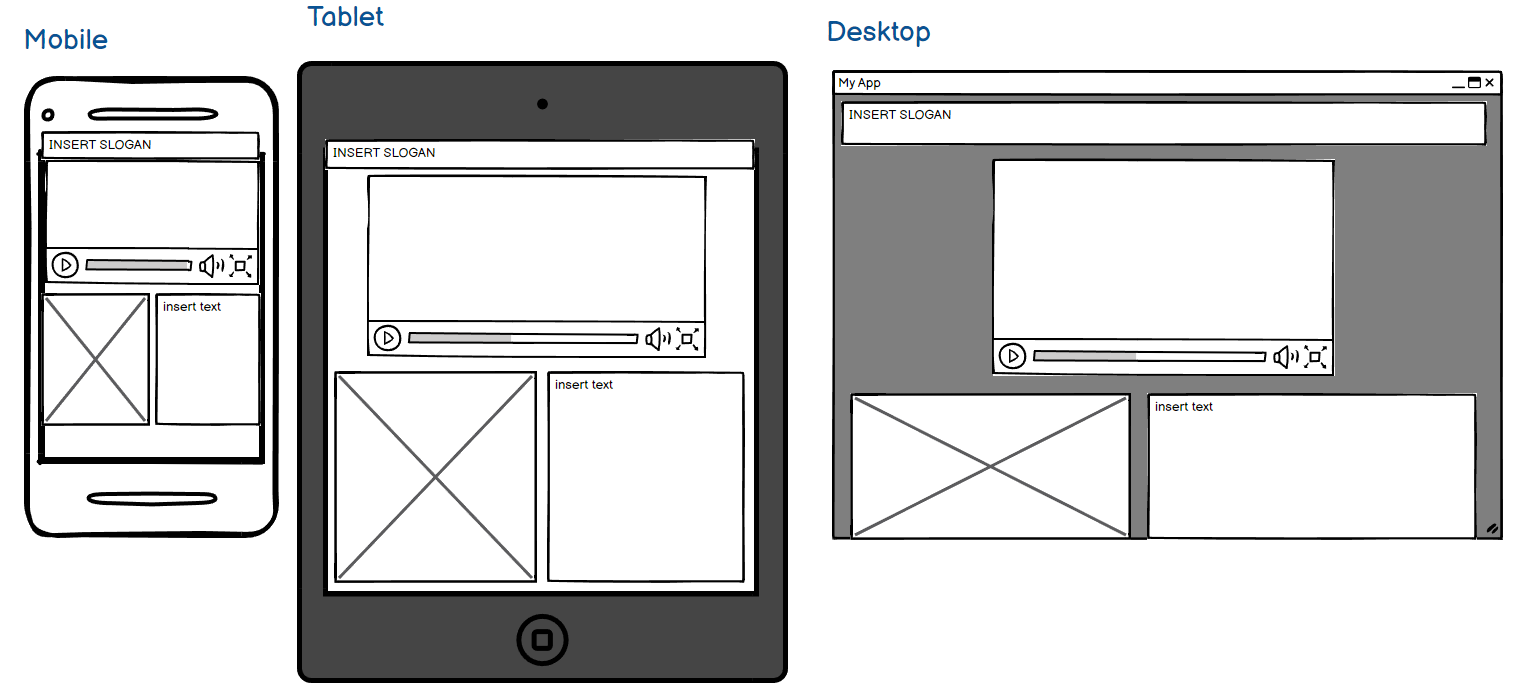 Mobile
INSERT SLOGAN
insert text
Tablet
INSERT SLOGAN
insert text
Desktop
My App
INSERT SLOGAN
insert text